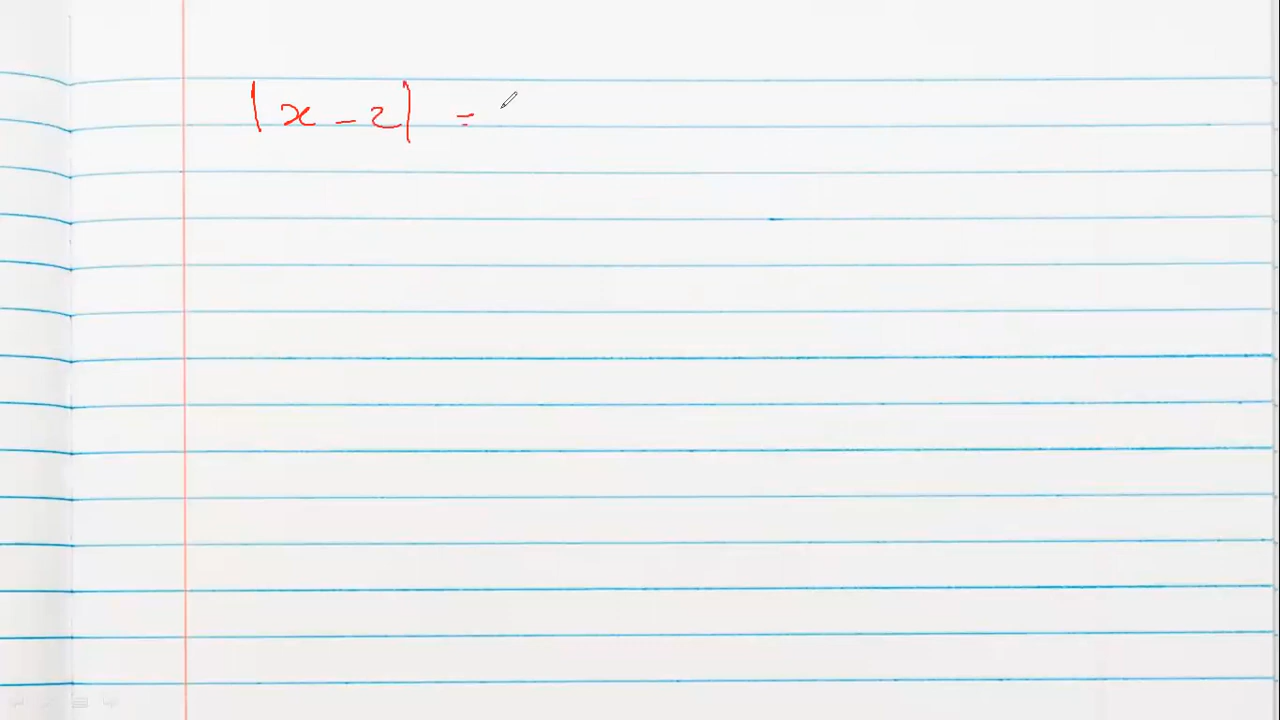 |x - 2| =